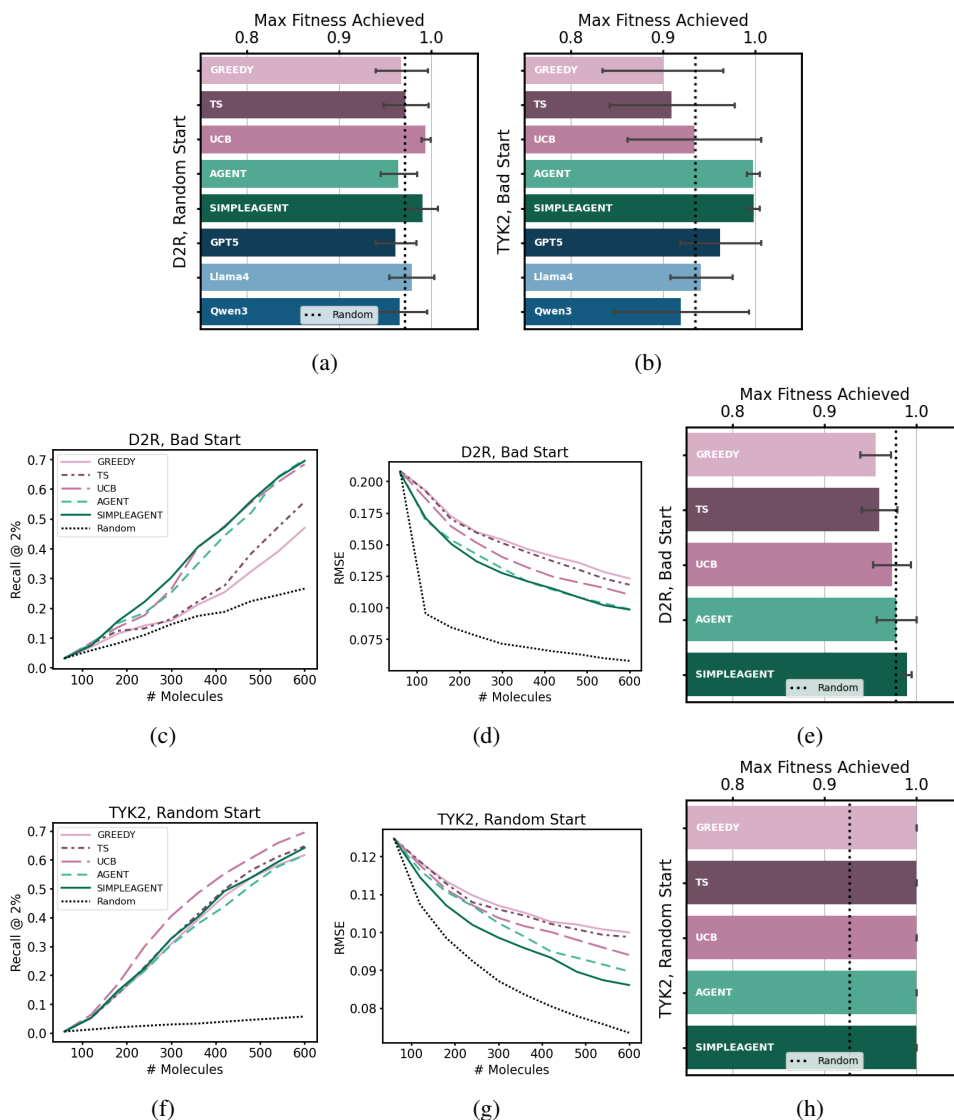 Max Fitness Achieved
0.8 0.9 1.0
D2R, Random Start
GREEDY
TS
UCB
AGENT
SIMPLEAGENT
GPT5
Llama4
Qwen3
Random
(a)
Max Fitness Achieved
0.8 0.9 1.0
TYK2, Bad Start
GREEDY
TS
UCB
AGENT
SIMPLEAGENT
GPT5
Llama4
Qwen3
(b)
D2R, Bad Start
Recall @ 2%
0.7
0.6
0.5
0.4
0.3
0.2
0.1
0.0
GREEDY
TS
UCB
AGENT
SIMPLEAGENT
Random
100 200 300 400 500 600
# Molecules
(c)
D2R, Bad Start
RMSE
0.200
0.175
0.150
0.125
0.100
0.075
100 200 300 400 500 600
# Molecules
(d)
Max Fitness Achieved
0.8 0.9 1.0
D2R, Bad Start
GREEDY
TS
UCB
AGENT
SIMPLEAGENT
Random
(e)
TYK2, Random Start
Recall @ 2%
0.7
0.6
0.5
0.4
0.3
0.2
0.1
0.0
GREEDY
TS
UCB
AGENT
SIMPLEAGENT
Random
100 200 300 400 500 600
# Molecules
(f)
TYK2, Random Start
RMSE
0.12
0.11
0.10
0.09
0.08
100 200 300 400 500 600
# Molecules
(g)
Max Fitness Achieved
0.8 0.9 1.0
TYK2, Random Start
GREEDY
TS
UCB
AGENT
SIMPLEAGENT
Random
(h)